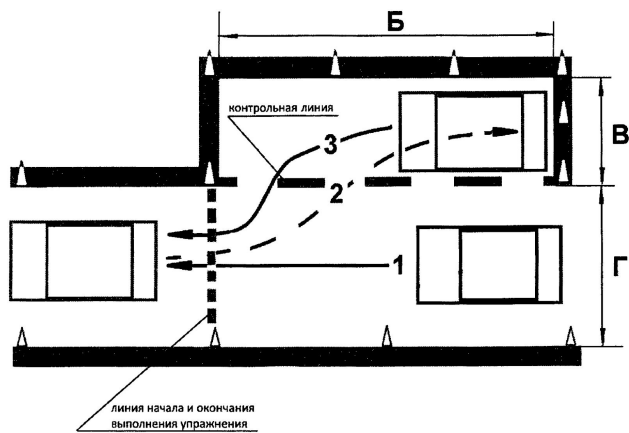 Б
контрольная линия
3
В
2
1
Г
линия начала и окончания
выполнения упражнения